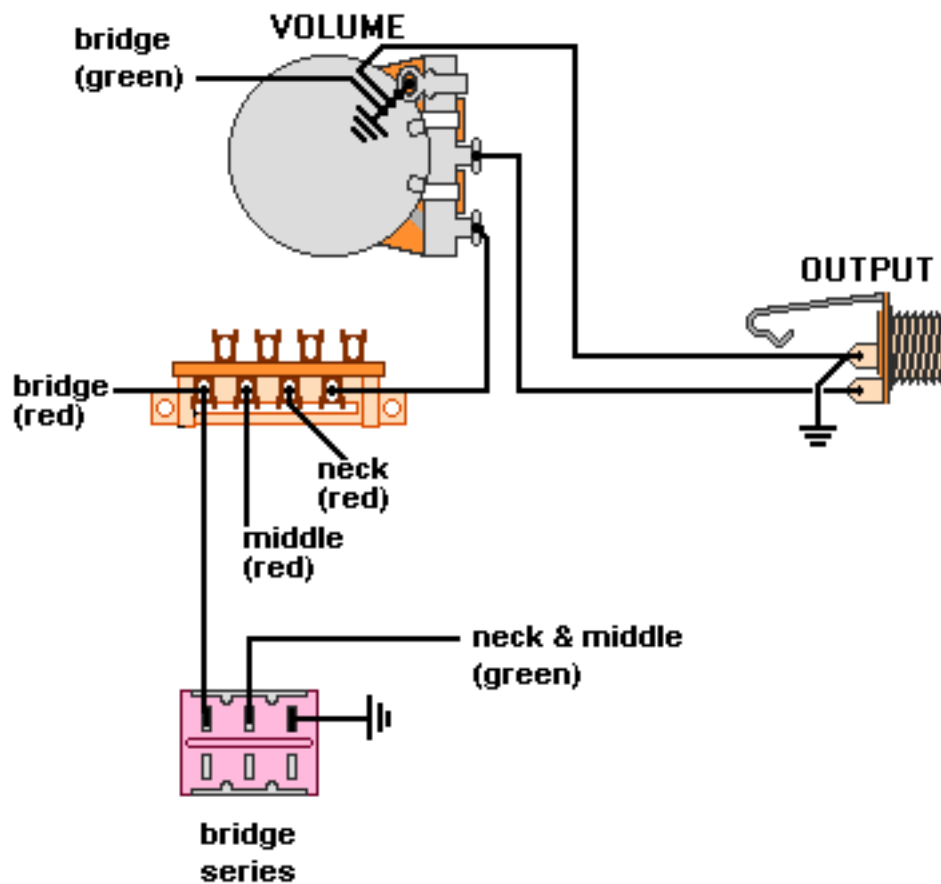 VOLUME
bridge
(green)
OUTPUT
bridge
(red)
neck
(red)
middle
(red)
neck & middle
(green)
bridge
series